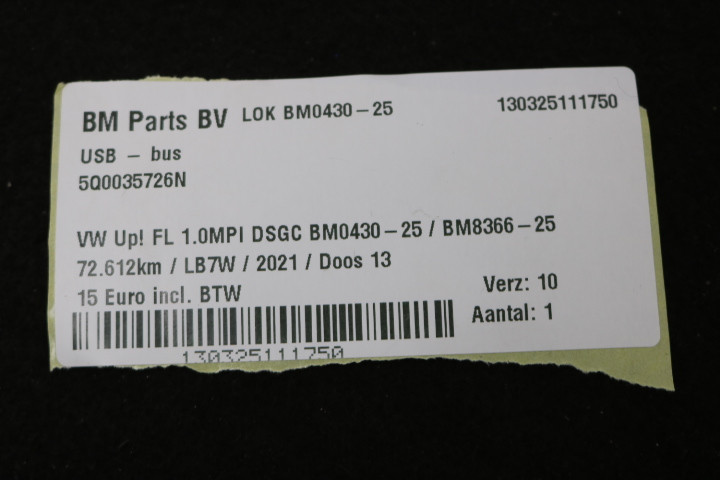 BM Parts BV LOK BM0430-25 130325111750
USB - bus
5Q0035726N
VW Up! FL 1.0MPI DSGC BM0430-25 / BM8366-25
72.612km / LB7W / 2021 / Doos 13
15 Euro incl. BTW Verz: 10
Aantal: 1
130325111750